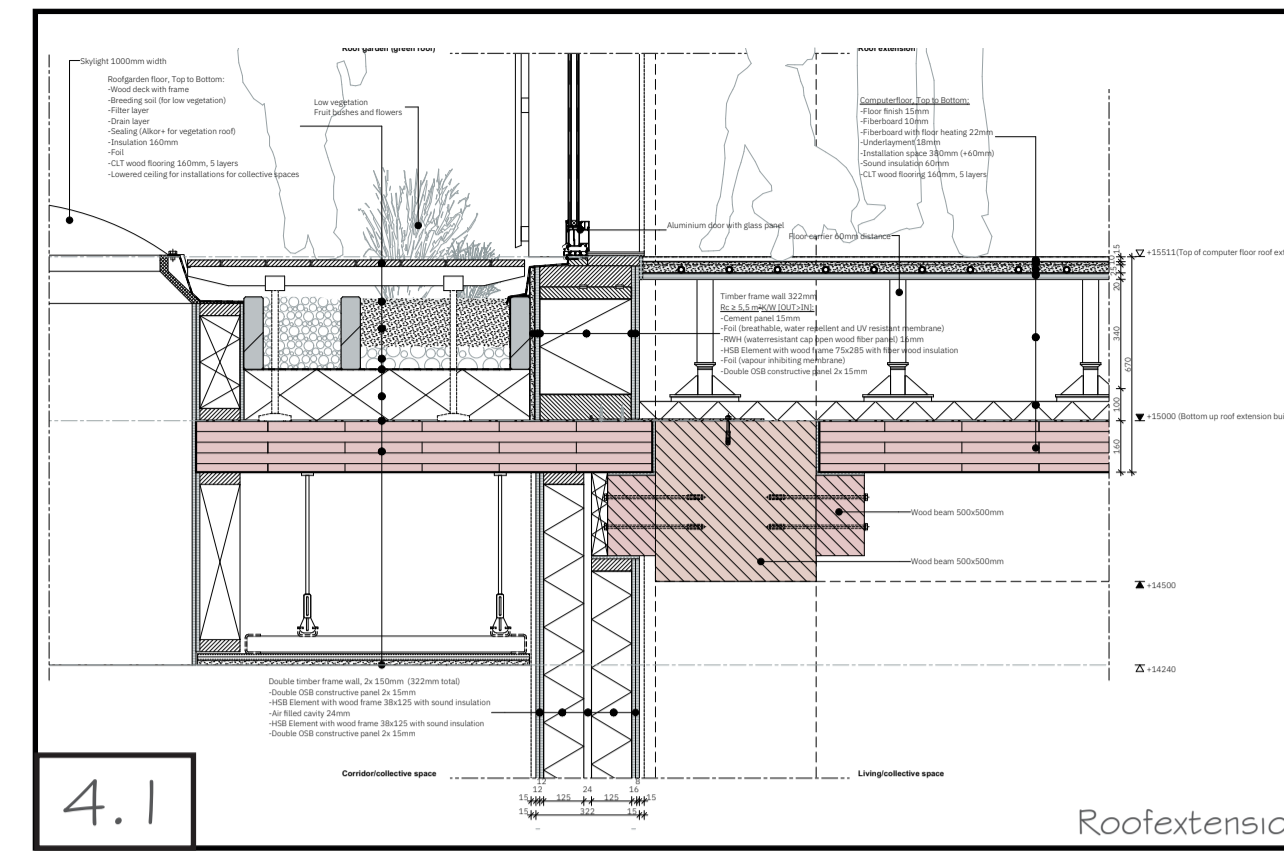 Roof garden (green roof)
Roof extension
Skylight 1000mm width
Roofgarden floor, Top to Bottom:
-Wood deck with frame
-Breeding soil (for low vegetation)
-Filter layer
-Drain layer
-Sealing (Alkor+ for vegetation roof)
-Insulation 160mm
-Foil
-CLT wood flooring 160mm, 5 layers
-Lowered ceiling for installations for collective spaces
Low vegetation
Fruit bushes and flowers
Computerfloor, Top to Bottom:
-Floor finish 15mm
-Fiberboard 10mm
-Fiberboard with floor heating 22mm
-Underlayment 18mm
-Installation space 380mm (+60mm)
-Sound insulation 60mm
-CLT wood flooring 160mm, 5 layers
Aluminium door with glass panel
Floor carrier 60mm distance
+15511(Top of computer floor roof ext
Timber frame wall 322mm
Rc ≥ 5,5 m²K/W [OUT>IN]:
-Cement panel 15mm
-Foil (breathable, water repellent and UV resistant membrane)
-RWH (waterresistant cap open wood fiber panel) 16mm
-HSB Element with wood frame 75x285 with fiber wood insulation
-Foil (vapour inhibiting membrane)
-Double OSB constructive panel 2x 15mm
15
20
340
670
100
160
+15000 (Bottom up roof extension bui
Wood beam 500x500mm
Wood beam 500x500mm
+14500
+14240
Double timber frame wall, 2x 150mm (322mm total)
-Double OSB constructive panel 2x 15mm
-HSB Element with wood frame 38x125 with sound insulation
-Air filled cavity 24mm
-HSB Element with wood frame 38x125 with sound insulation
-Double OSB constructive panel 2x 15mm
Corridor/collective space
Living/collective space
12 8
12 24 16
15 125 125 15
15 322 15
4.1
Roofextensio